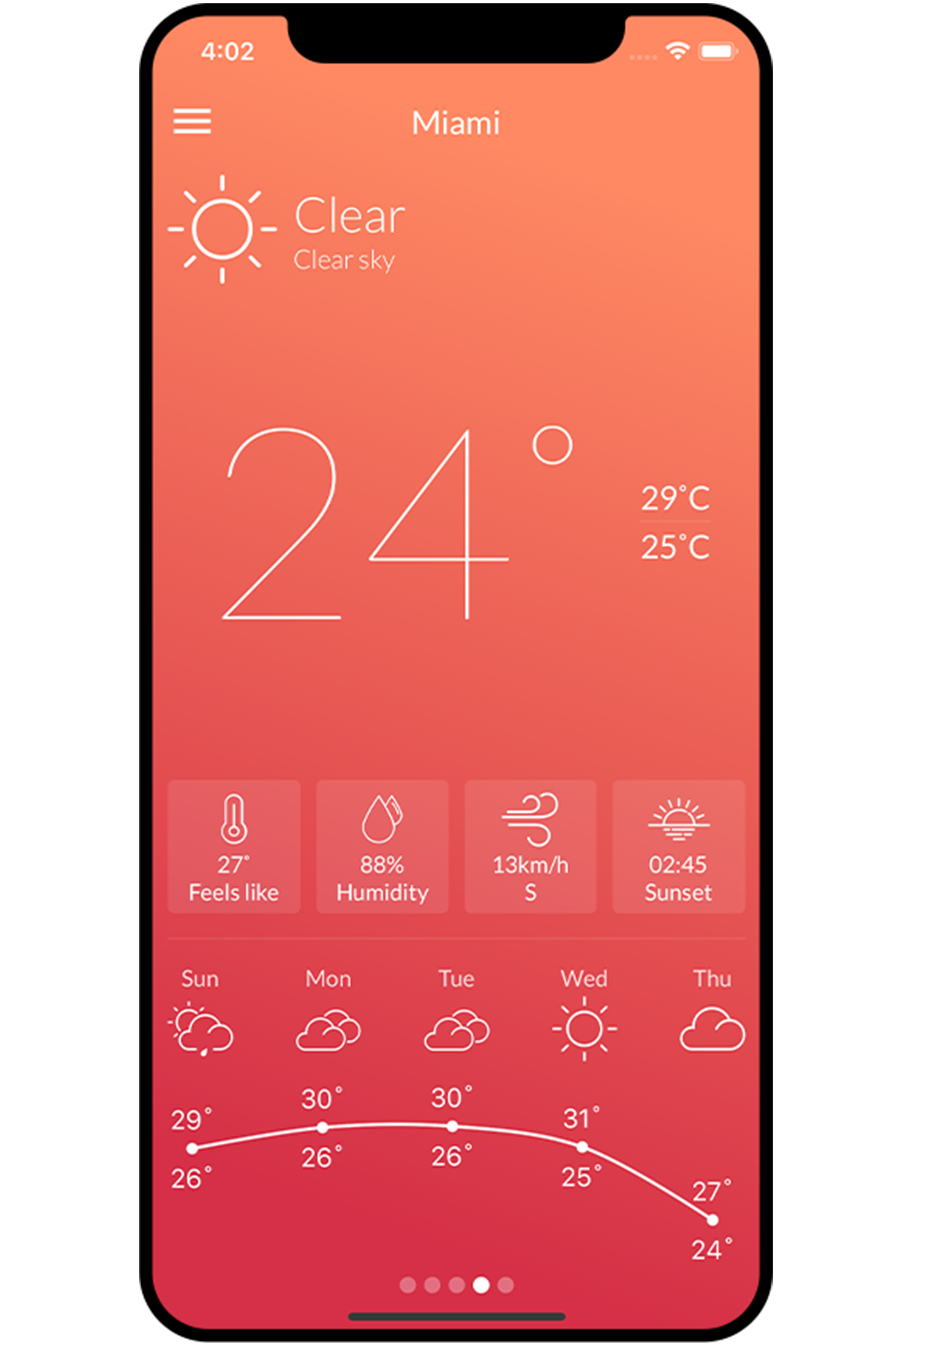 4:02
Miami
Clear
Clear sky
24°
29°C
25°C
27° 88% 13km/h 02:45
Feels like Humidity S Sunset
Sun Mon Tue Wed Thu
29° 30° 30° 31° 27°
26° 26° 26° 25° 24°